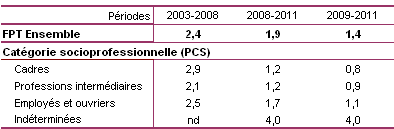 Périodes 2003-2008 2008-2011 2009-2011
FPT Ensemble 2,4 1,9 1,4
Catégorie socioprofessionnelle (PCS)
Cadres 2,9 1,2 0,8
Professions intermédiaires 2,1 1,2 0,9
Employés et ouvriers 2,5 1,7 1,1
Indéterminées nd 4,0 4,0